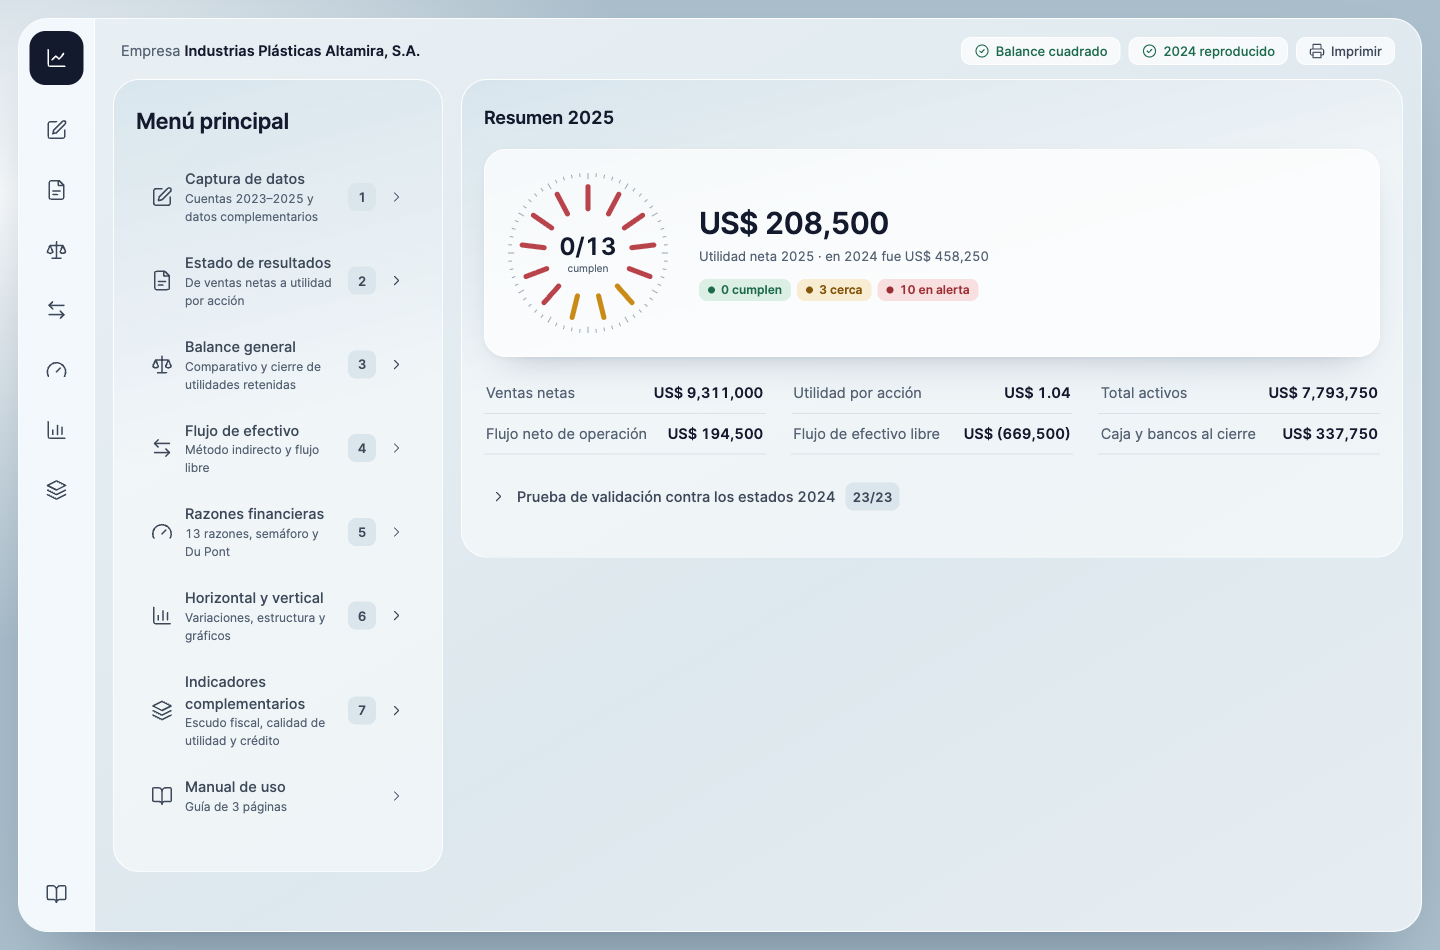 Empresa Industrias Plásticas Altamira, S.A.
Balance cuadrado
2024 reproducido
Imprimir
Menú principal
Captura de datos
Cuentas 2023–2025 y
datos complementarios
1
Estado de resultados
De ventas netas a utilidad
por acción
2
Balance general
Comparativo y cierre de
utilidades retenidas
3
Flujo de efectivo
Método indirecto y flujo
libre
4
Razones financieras
13 razones, semáforo y
Du Pont
5
Horizontal y vertical
Variaciones, estructura y
gráficos
6
Indicadores
complementarios
Escudo fiscal, calidad de
utilidad y crédito
7
Manual de uso
Guía de 3 páginas
Resumen 2025
0/13
cumplen
US$ 208,500
Utilidad neta 2025 · en 2024 fue US$ 458,250
0 cumplen
3 cerca
10 en alerta
Ventas netas US$ 9,311,000
Utilidad por acción US$ 1.04
Total activos US$ 7,793,750
Flujo neto de operación US$ 194,500
Flujo de efectivo libre US$ (669,500)
Caja y bancos al cierre US$ 337,750
Prueba de validación contra los estados 2024 23/23